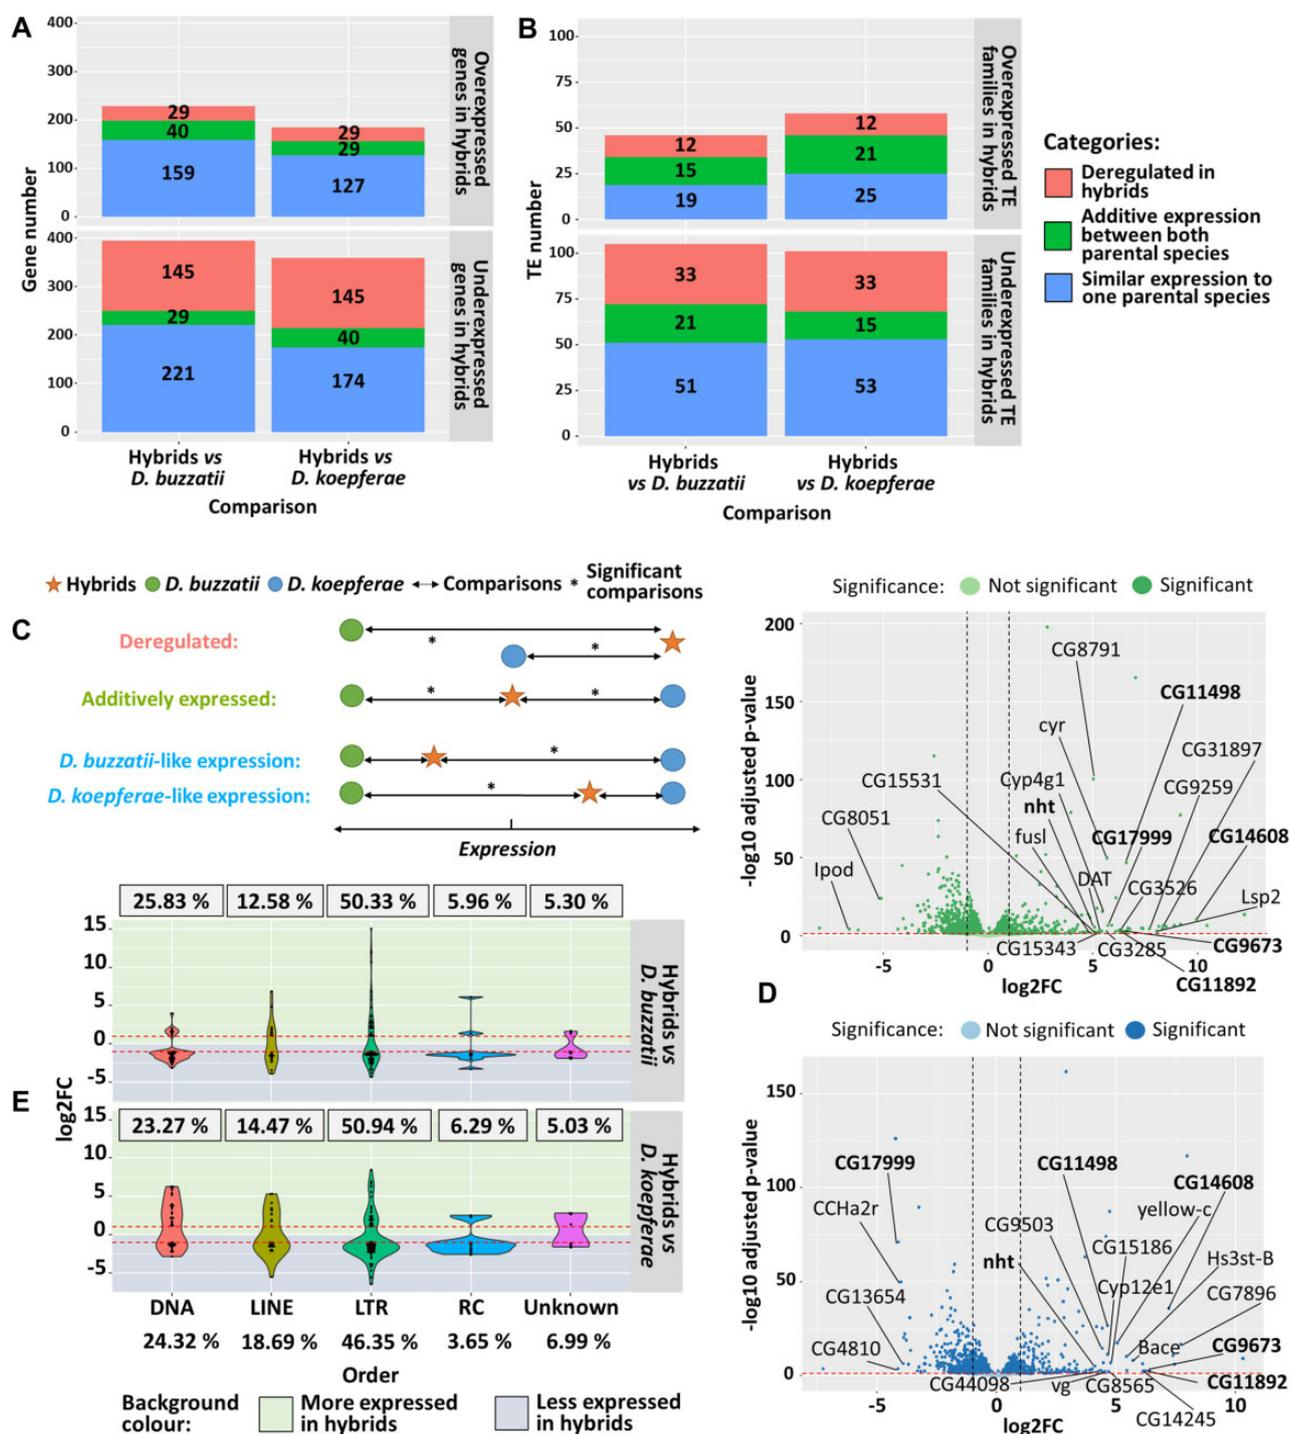 A
400
300
200
100
0
29
40
159
29
29
127
Overexpressed
genes in hybrids
Gene number
400
300
200
100
0
145
29
221
145
40
174
Underexpressed
genes in hybrids
Hybrids vs
D. buzzatii
Hybrids vs
D. koepferae
Comparison
B
100
75
50
25
0
12
15
19
12
21
25
Overexpressed TE
families in hybrids
TE number
100
75
50
25
0
33
21
51
33
15
53
Underexpressed TE
families in hybrids
Hybrids
vs D. buzzatii
Hybrids
vs D. koepferae
Comparison
Categories:
Deregulated in
hybrids
Additive expression
between both
parental species
Similar expression to
one parental species
Hybrids D. buzzatii D. koepferae Comparisons * Significant
comparisons
C
Deregulated:
*
*
Additively expressed:
* *
D. buzzatii-like expression:
*
D. koepferae-like expression:
*
Expression
Significance: Not significant Significant
200
150
100
50
0
-log10 adjusted p-value
CG8791
CG11498
cyr
CG31897
CG15531
Cyp4g1
CG9259
nht
CG8051
fusl
CG17999
CG14608
Ipod
DAT
CG3526
Lsp2
CG15343
CG3285
CG9673
CG11892
-5 0 5 10
log2FC
D
Significance: Not significant Significant
150
100
50
0
-log10 adjusted p-value
CG17999
CG11498
CG14608
CCHa2r
CG9503
yellow-c
CG15186
nht
Hs3st-B
CG13654
Cyp12e1
CG7896
CG4810
Bace
CG9673
CG44098
vg
CG8565
CG11892
CG14245
-5 0 5 10
log2FC
E
25.83 % 12.58 % 50.33 % 5.96 % 5.30 %
15
10
5
0
-5
Hybrids vs
D. buzzatii
log2FC
23.27 % 14.47 % 50.94 % 6.29 % 5.03 %
15
10
5
0
-5
Hybrids vs
D. koepferae
DNA LINE LTR RC Unknown
24.32 % 18.69 % 46.35 % 3.65 % 6.99 %
Order
Background
colour:
More expressed
in hybrids
Less expressed
in hybrids